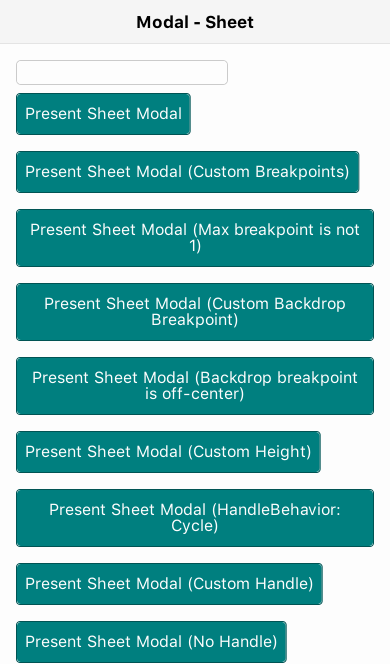 Modal - Sheet
Present Sheet Modal
Present Sheet Modal (Custom Breakpoints)
Present Sheet Modal (Max breakpoint is not
1)
Present Sheet Modal (Custom Backdrop
Breakpoint)
Present Sheet Modal (Backdrop breakpoint
is off-center)
Present Sheet Modal (Custom Height)
Present Sheet Modal (HandleBehavior:
Cycle)
Present Sheet Modal (Custom Handle)
Present Sheet Modal (No Handle)